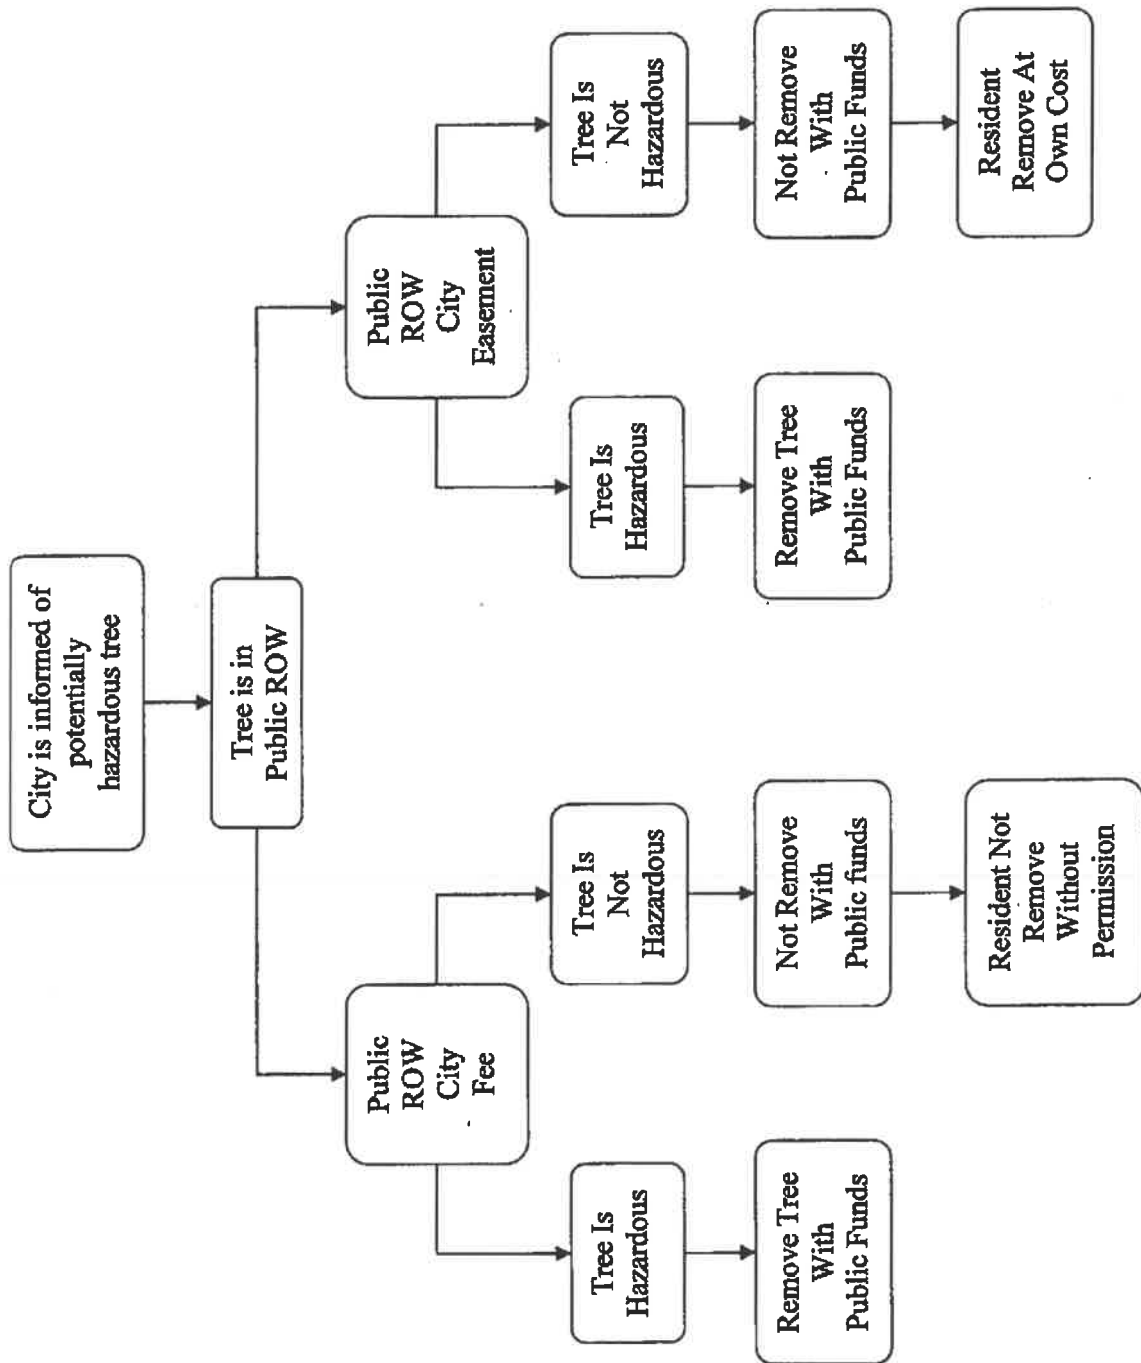 City is informed of
potentially
hazardous tree
Tree is in
Public ROW
Public
ROW
City
Fee
Public
ROW
City
Easement
Tree Is
Hazardous
Tree Is
Not
Hazardous
Tree Is
Hazardous
Tree Is
Not
Hazardous
Remove Tree
With
Public Funds
Not Remove
With
Public funds
Remove Tree
With
Public Funds
Not Remove
With
Public Funds
Resident Not
Remove
Without
Permission
Resident
Remove At
Own Cost